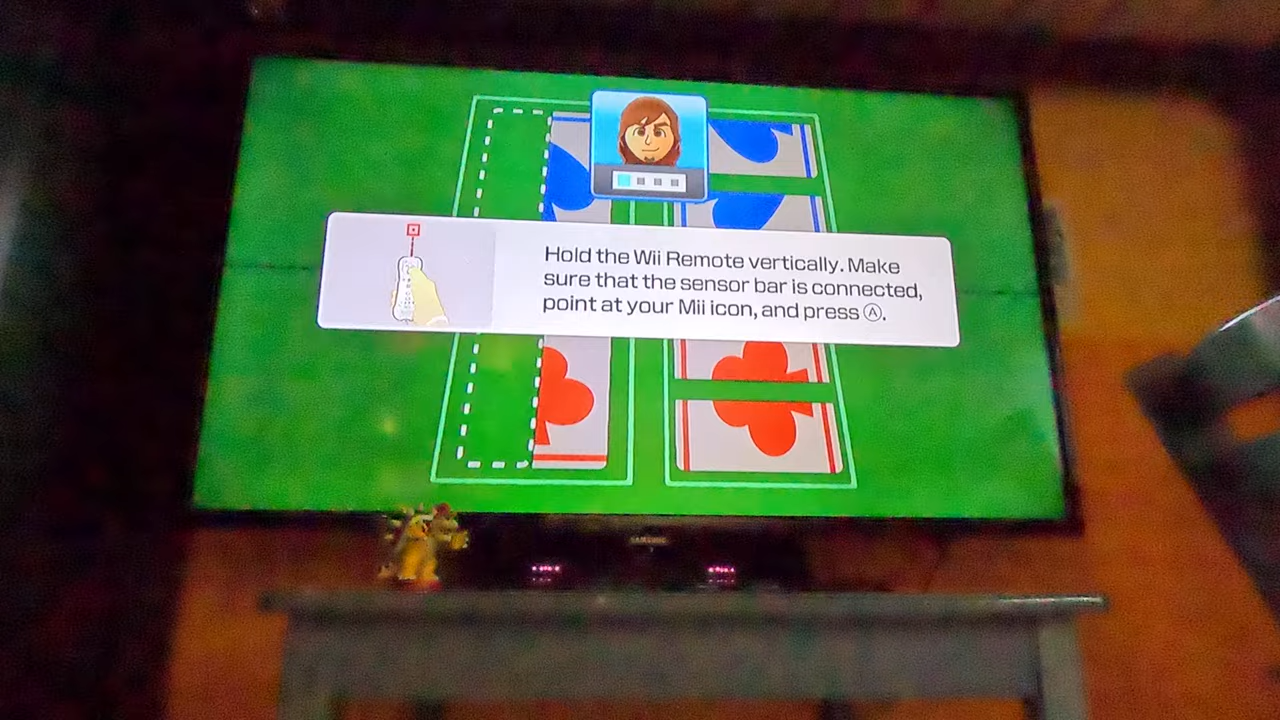 Hold the Wii Remote vertically. Make
sure that the sensor bar is connected,
point at your Mii icon, and press Ⓐ.
SAMSUNG